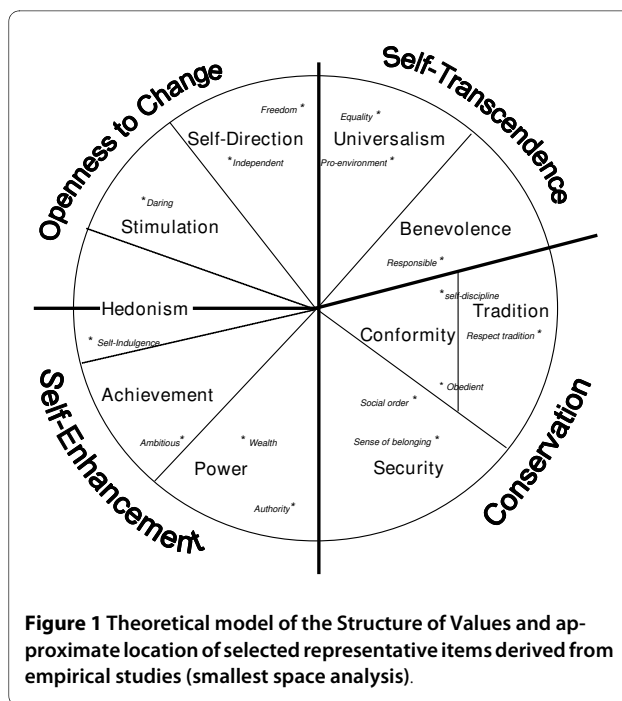 Openness to Change
Self-Transcendence
Freedom *
Equality *
Self-Direction
Universalism
* Independent
Pro-environment *
* Daring
Stimulation
Benevolence
Responsible *
* self-discipline
Hedonism
Tradition
Conformity
Respect tradition *
* Self-Indulgence
Achievement
* Obedient
Social order *
Ambitious *
* Wealth
Sense of belonging *
Power
Security
Authority *
Self-Enhancement
Conservation
Figure 1 Theoretical model of the Structure of Values and ap-
proximate location of selected representative items derived from
empirical studies (smallest space analysis).